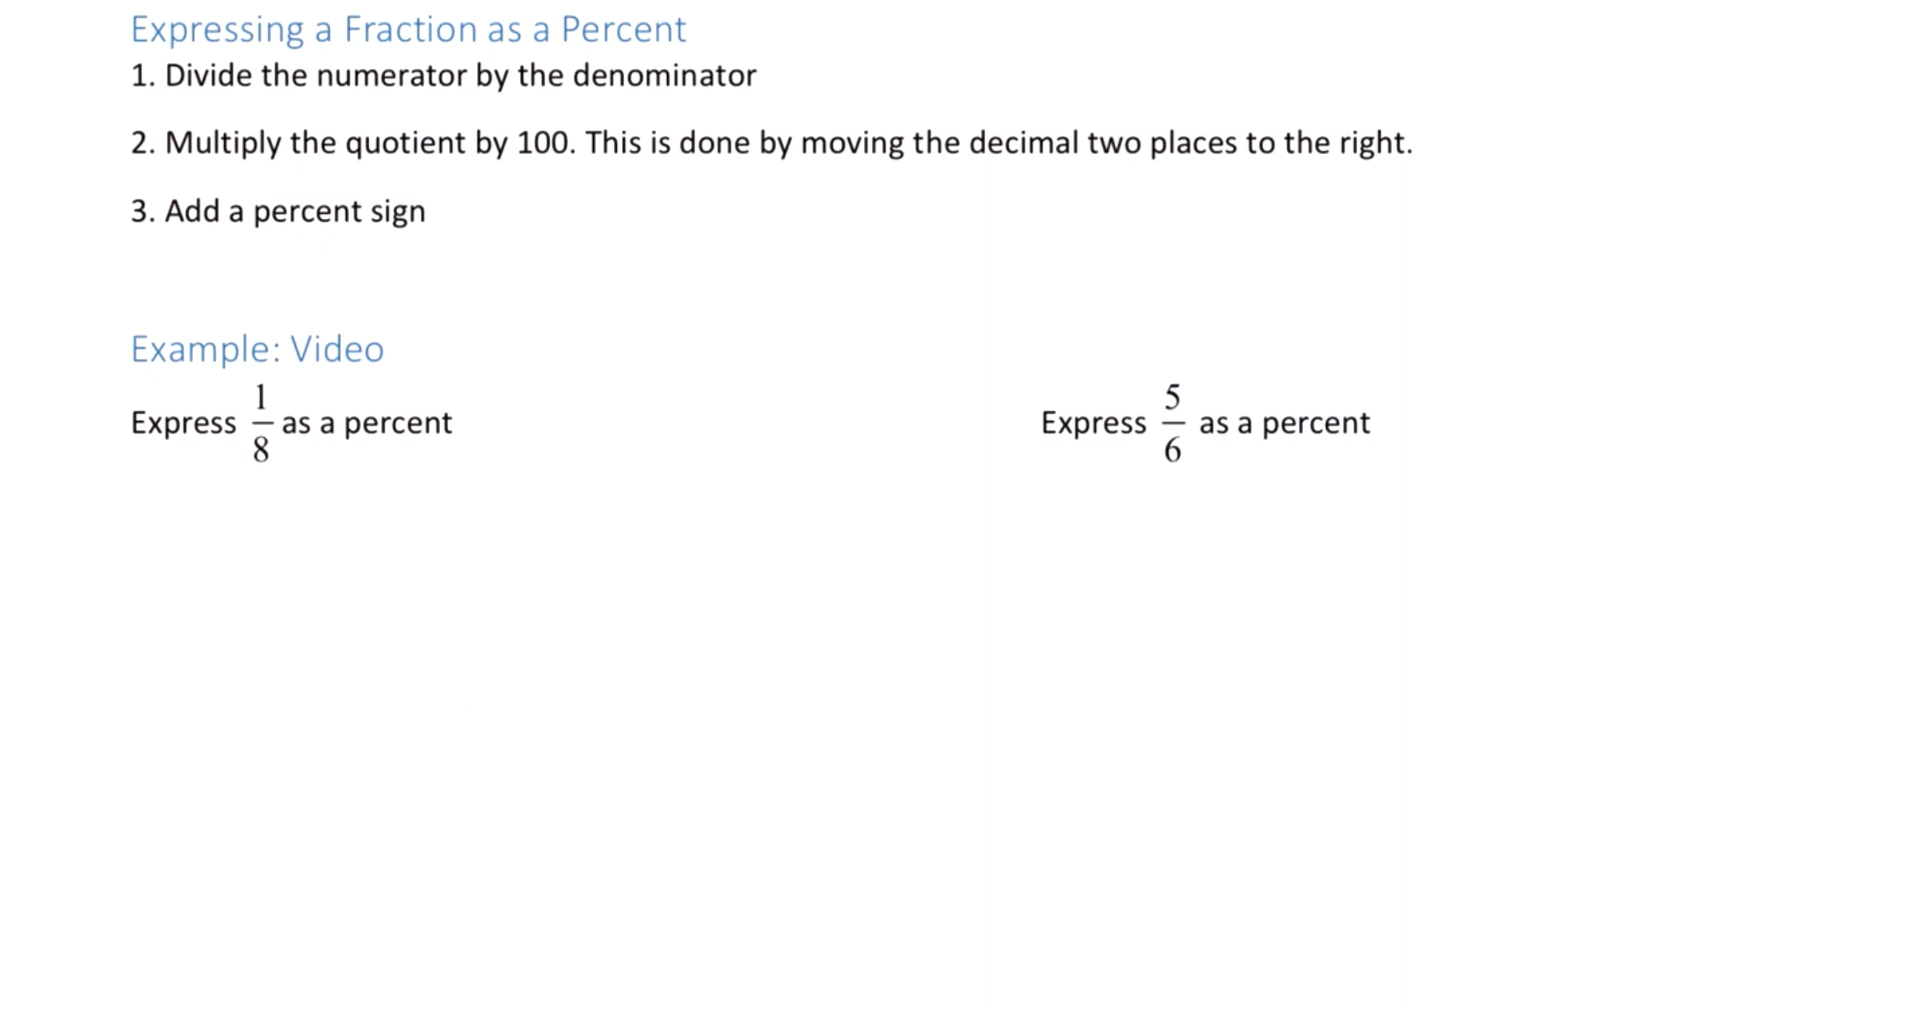 Expressing a Fraction as a Percent
1. Divide the numerator by the denominator
2. Multiply the quotient by 100. This is done by moving the decimal two places to the right.
3. Add a percent sign
Example: Video
Express 1/8 as a percent
Express 5/6 as a percent